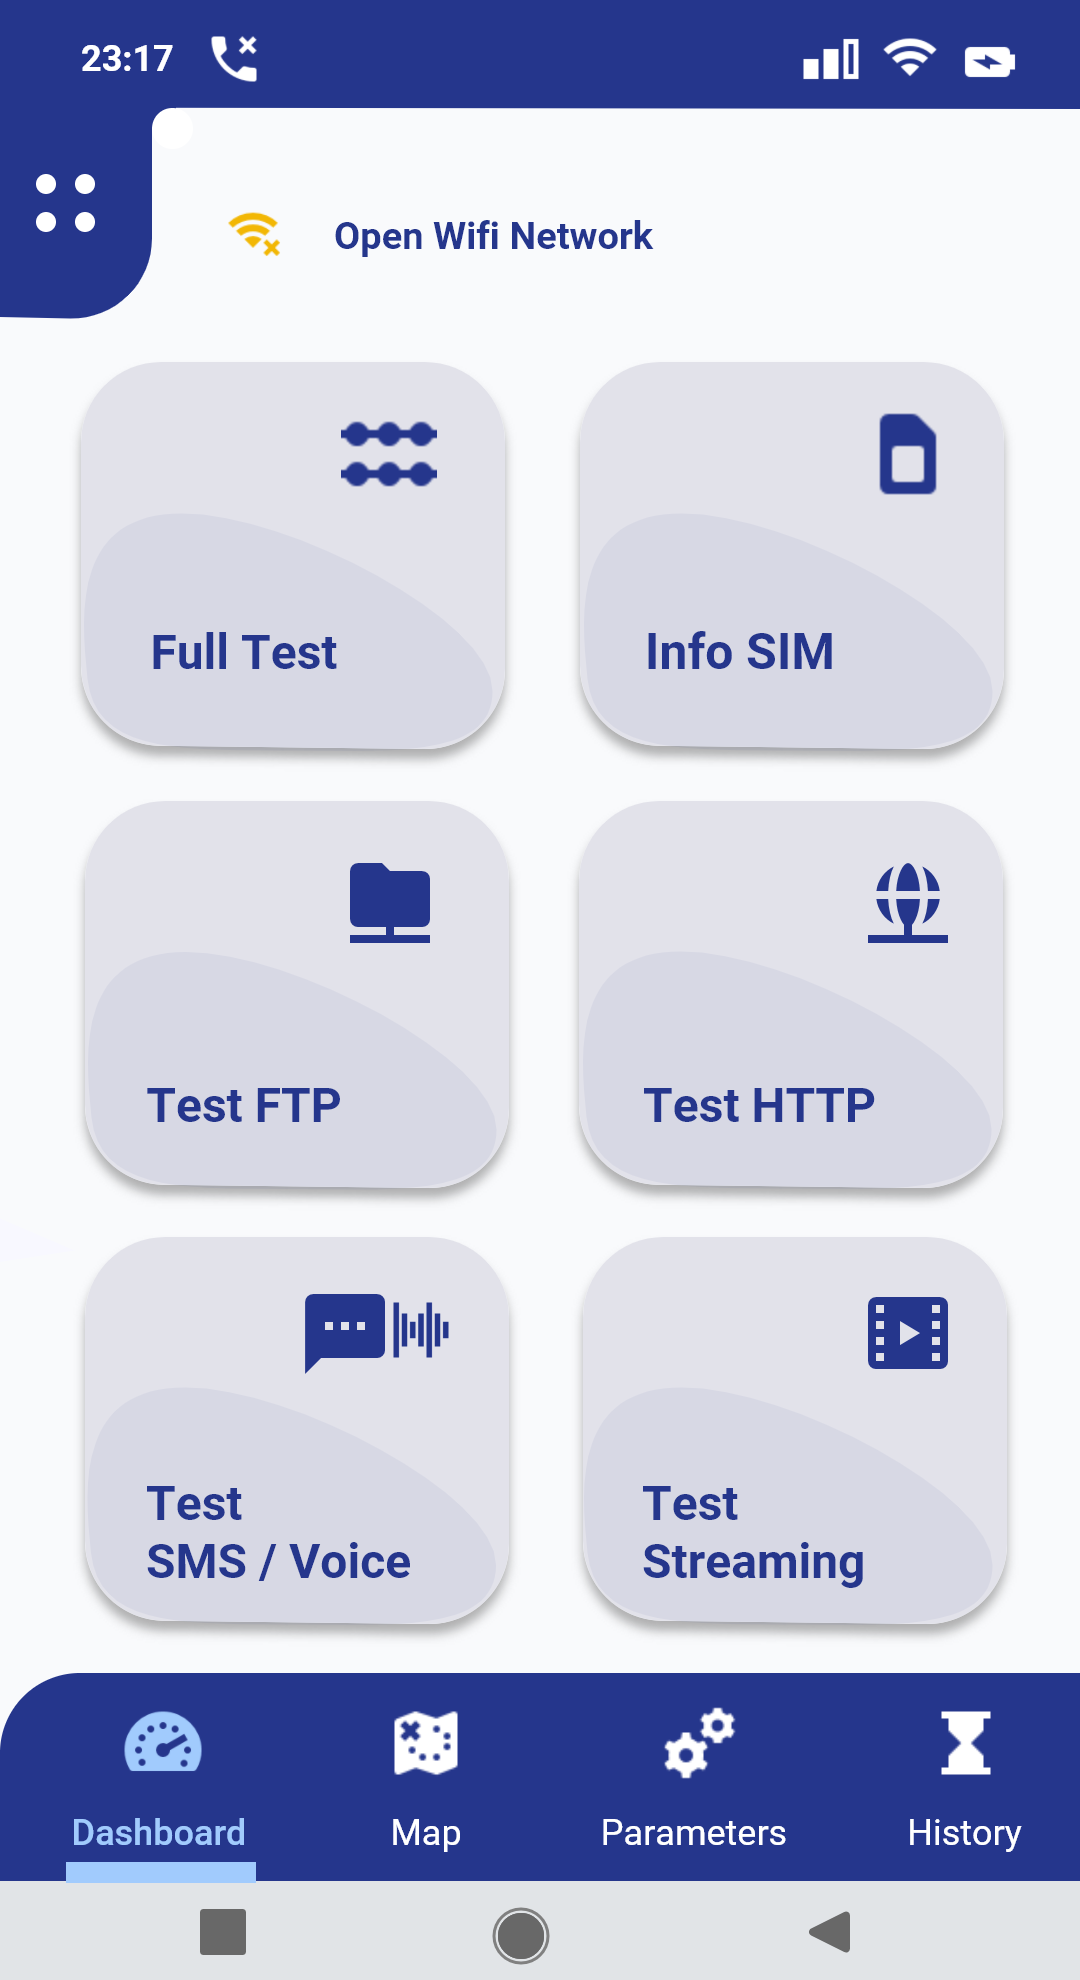 23:17
Open Wifi Network
Full Test
Info SIM
Test FTP
Test HTTP
Test
SMS / Voice
Test
Streaming
Dashboard
Map
Parameters
History